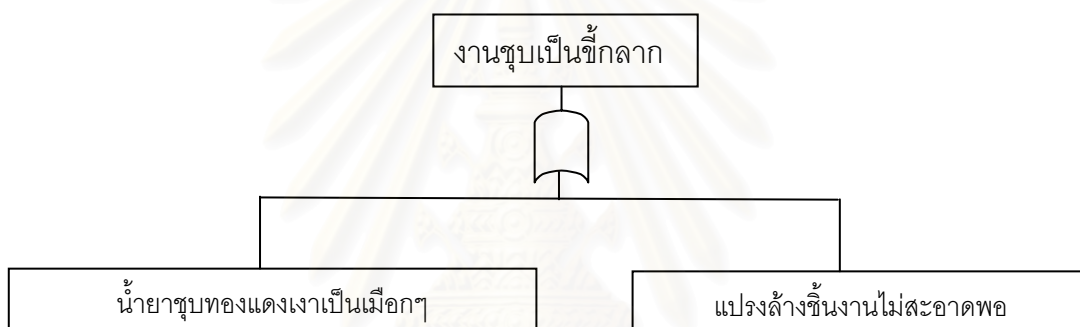 งานชุบเป็นขี้กลาก
น้ำยาชุบทองแดงเงาเป็นเมือกๆ
แปรงล้างชิ้นงานไม่สะอาดพอ